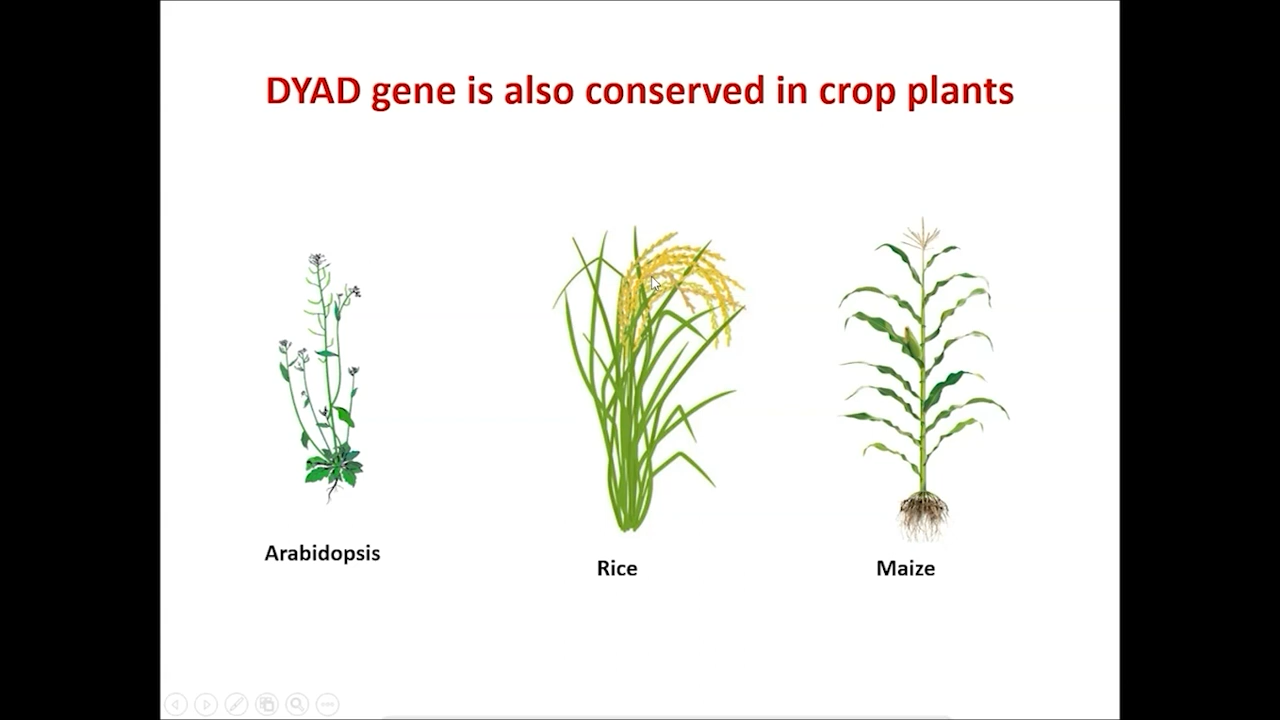 DYAD gene is also conserved in crop plants
Arabidopsis
Rice
Maize